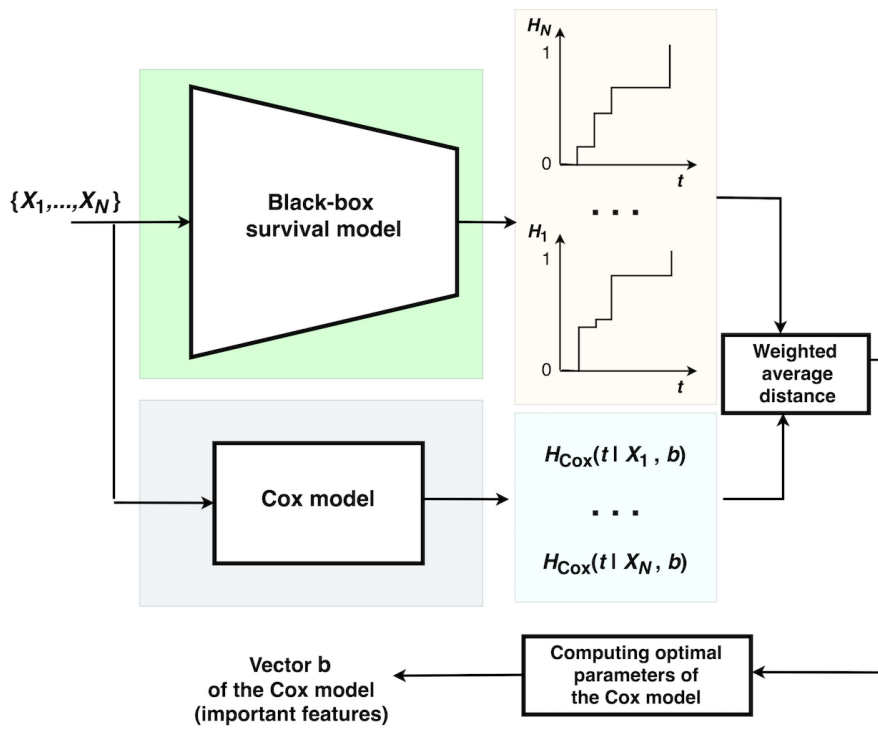 {X1,...,XN}
Black-box
survival model
HN
1
0
t
. . .
H1
1
0
t
Weighted
average
distance
Cox model
HCox(t | X1 , b)
. . .
HCox(t | XN , b)
Vector b
of the Cox model
(important features)
Computing optimal
parameters of
the Cox model